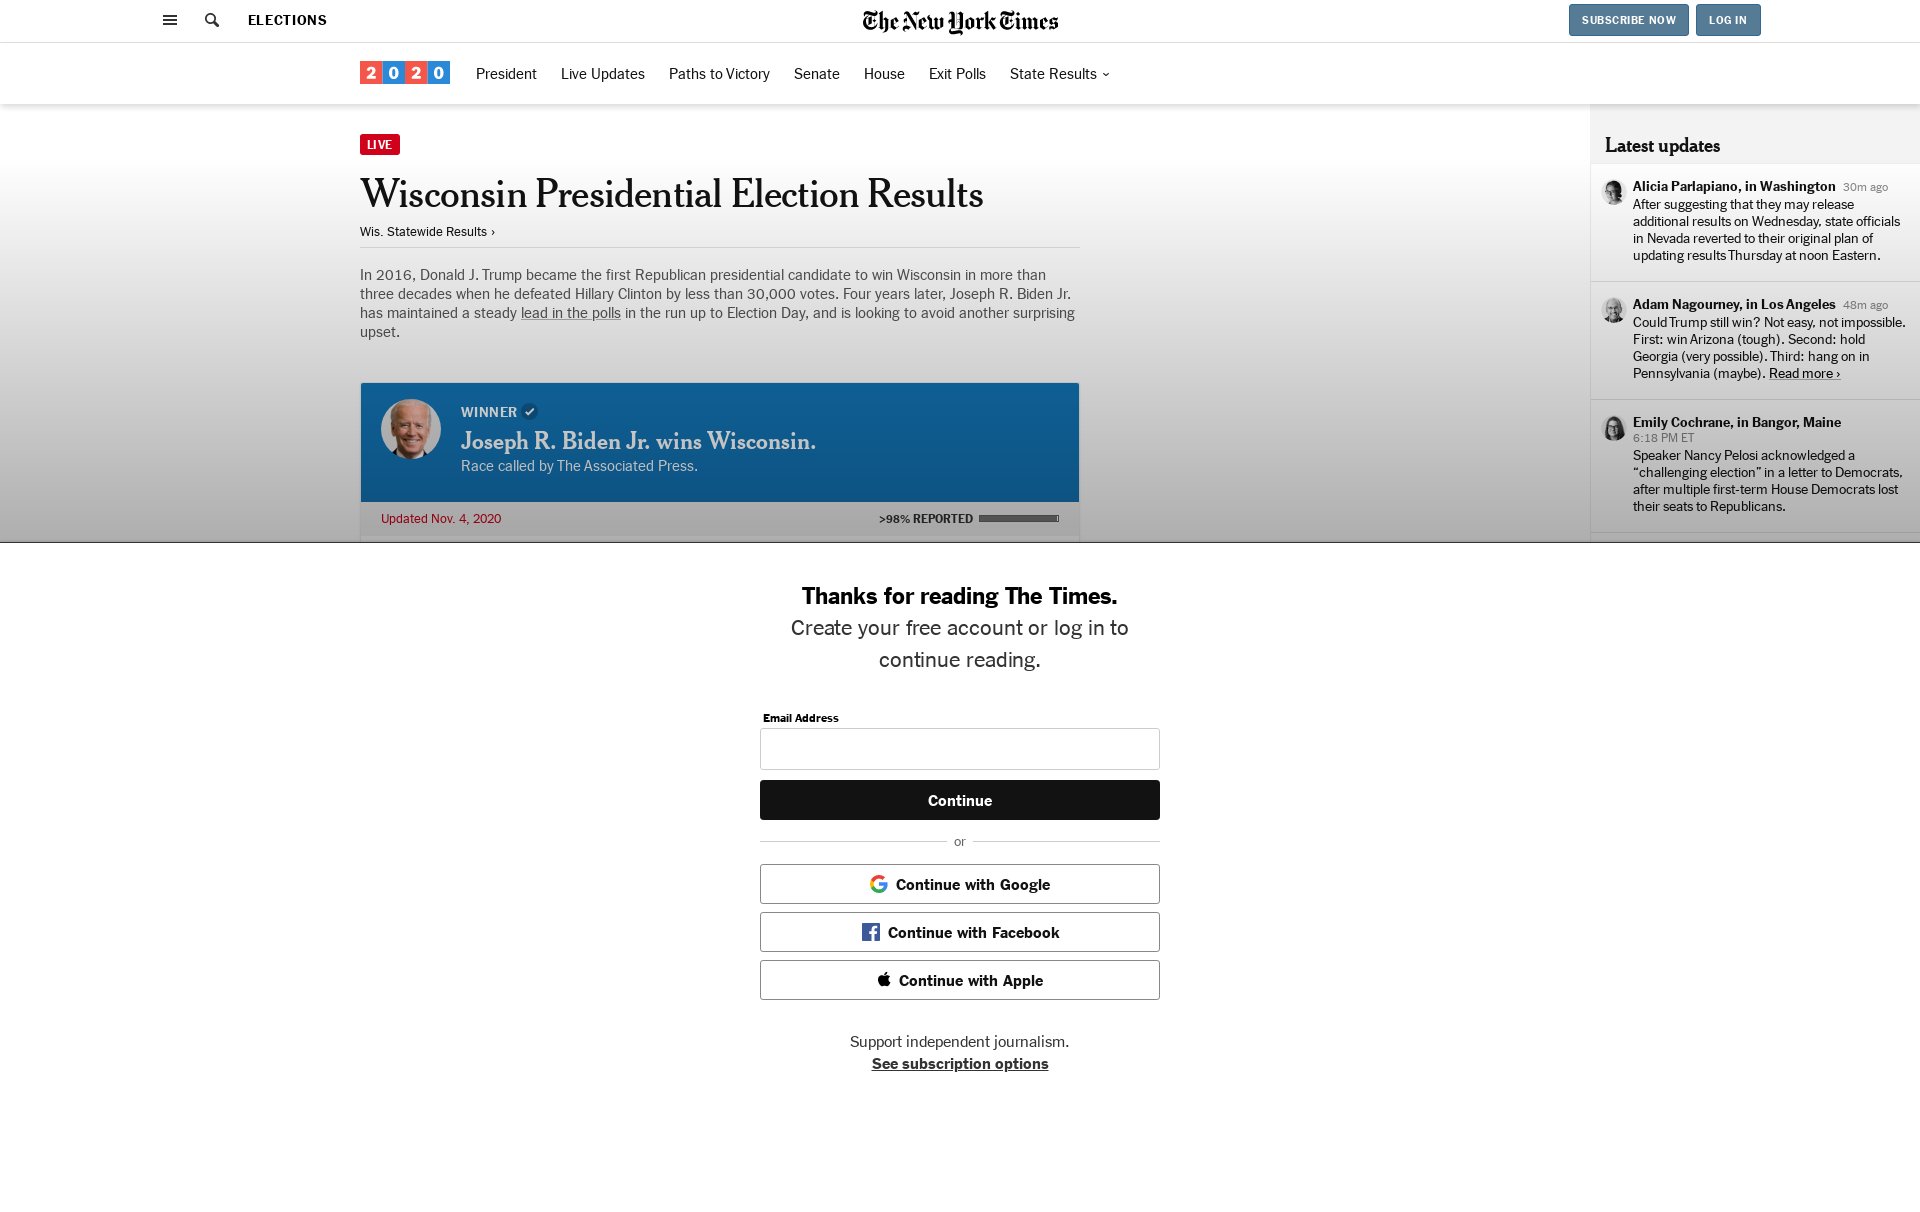 ELECTIONS
The New York Times
SUBSCRIBE NOW
LOG IN
2020
President
Live Updates
Paths to Victory
Senate
House
Exit Polls
State Results
LIVE
Wisconsin Presidential Election Results
Wis. Statewide Results ›
In 2016, Donald J. Trump became the first Republican presidential candidate to win Wisconsin in more than
three decades when he defeated Hillary Clinton by less than 30,000 votes. Four years later, Joseph R. Biden Jr.
has maintained a steady lead in the polls in the run up to Election Day, and is looking to avoid another surprising
upset.
WINNER
Joseph R. Biden Jr. wins Wisconsin.
Race called by The Associated Press.
Updated Nov. 4, 2020
>98% REPORTED
Latest updates
Alicia Parlapiano, in Washington 30m ago
After suggesting that they may release
additional results on Wednesday, state officials
in Nevada reverted to their original plan of
updating results Thursday at noon Eastern.
Adam Nagourney, in Los Angeles 48m ago
Could Trump still win? Not easy, not impossible.
First: win Arizona (tough). Second: hold
Georgia (very possible). Third: hang on in
Pennsylvania (maybe). Read more ›
Emily Cochrane, in Bangor, Maine
6:18 PM ET
Speaker Nancy Pelosi acknowledged a
“challenging election” in a letter to Democrats,
after multiple first-term House Democrats lost
their seats to Republicans.
Thanks for reading The Times.
Create your free account or log in to
continue reading.
Email Address
Continue
or
Continue with Google
Continue with Facebook
Continue with Apple
Support independent journalism.
See subscription options